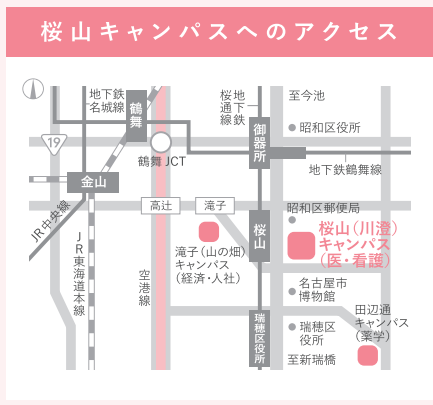 桜山キャンパスへのアクセス
地下鉄
名城線
鶴舞
桜通
地下鉄
至今池
19
御器所
昭和区役所
鶴舞JCT
地下鉄鶴舞線
金山
高辻
滝子
昭和区郵便局
JR中央線
JR東海道本線
空港線
滝子(山の畑)
キャンパス
(経済・人社)
桜山
桜山(川澄)
キャンパス
(医・看護)
名古屋市
博物館
田辺通
キャンパス
(薬学)
瑞穂区役所
瑞穂区
役所
至新瑞橋